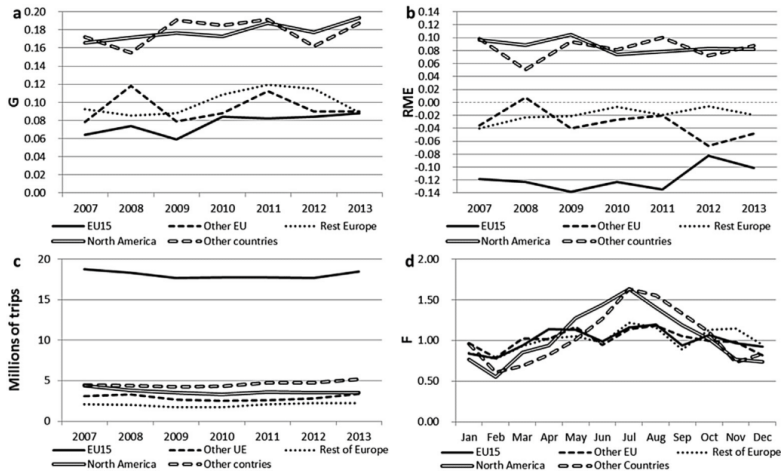 a
G
0.20
0.18
0.16
0.14
0.12
0.10
0.08
0.06
0.04
0.02
0.00
2007 2008 2009 2010 2011 2012 2013
EU15 Other EU Rest Europe
North America Other countries
b
RME
0.14
0.12
0.10
0.08
0.06
0.04
0.02
0.00
-0.02
-0.04
-0.06
-0.08
-0.10
-0.12
-0.14
2007 2008 2009 2010 2011 2012 2013
EU15 Other EU Rest Europe
North America Other countries
c
Millions of trips
20
15
10
5
0
2007 2008 2009 2010 2011 2012 2013
EU15 Other UE Rest of Europe
North America Other contries
d
F
2.00
1.50
1.00
0.50
0.00
Jan Feb Mar Apr May Jun Jul Aug Sep Oct Nov Dec
EU15 Other EU Rest of Europe
North America Other Countries